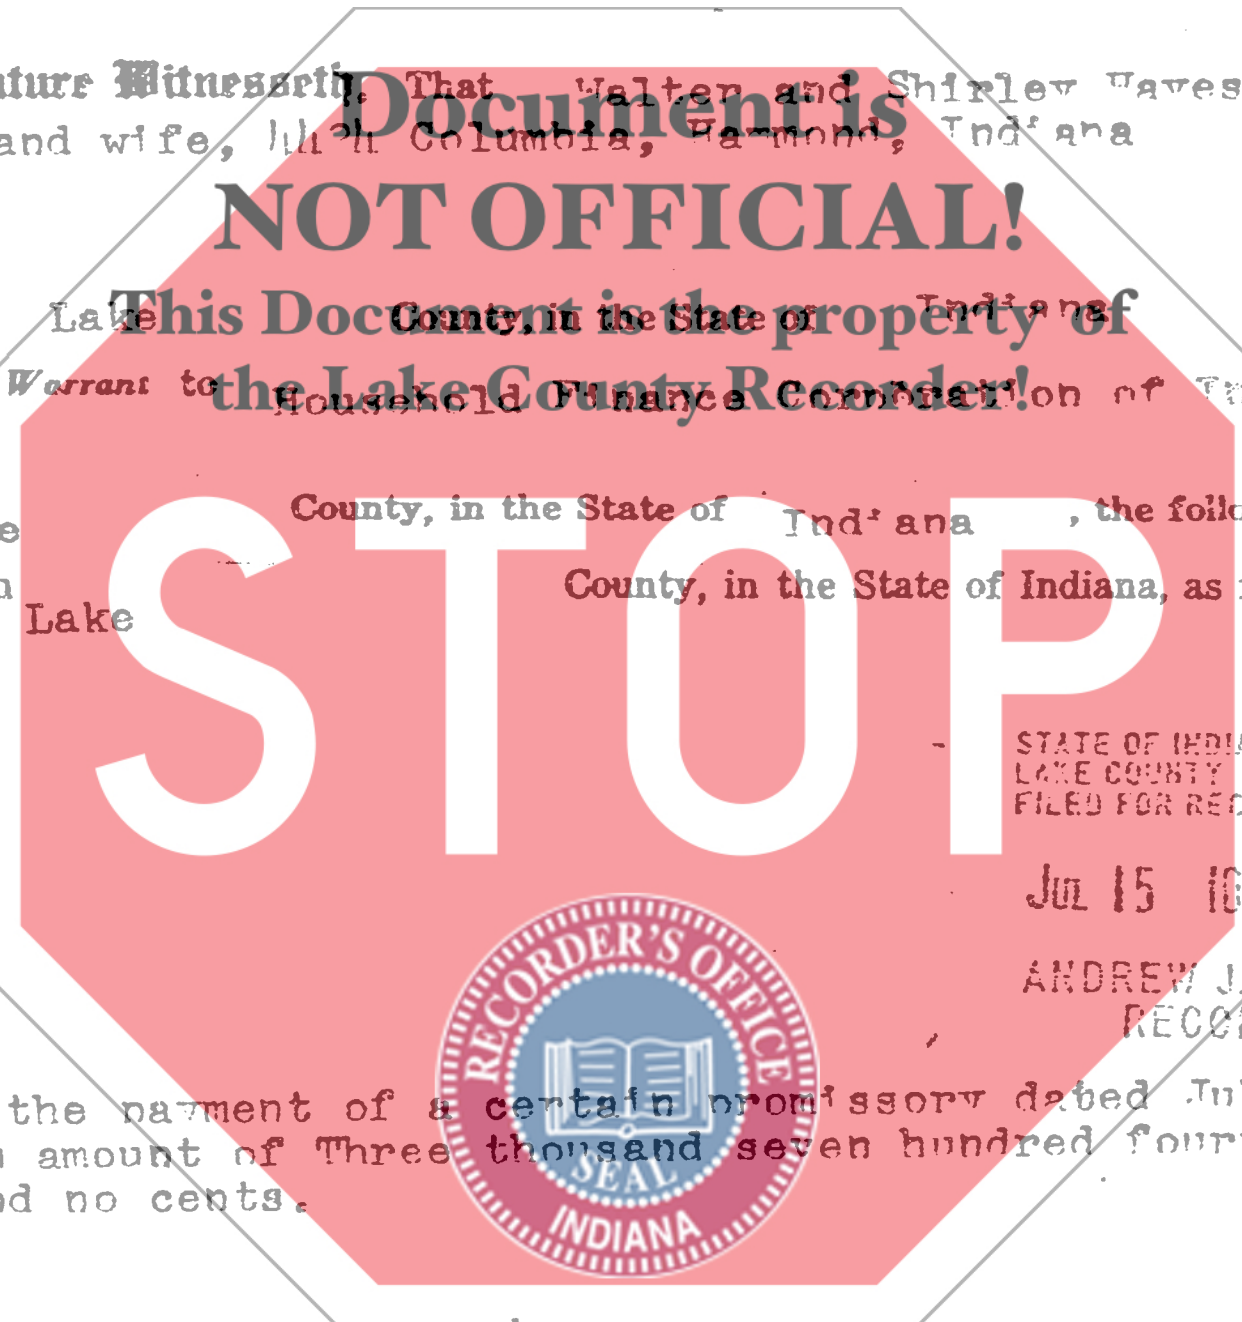 Witnesseth, That Walter and Shirley
Document is
and wife, Columbia, Hammond, Indiana
NOT OFFICIAL!
Lake County, in the State of Indiana
This Document is the property of
Warrant to Household Finance Corporation of
the Lake County Recorder!
County, in the State of Indiana , the
County, in the State of Indiana, as
Lake
STOP
STATE OF
LAKE COUNTY
FILED FOR
JUL 15
ANDREW J.
RECORDER'S OFFICE
the payment of a certain promissory dated
amount of Three thousand seven hundred
no cents.
SEAL
INDIANA